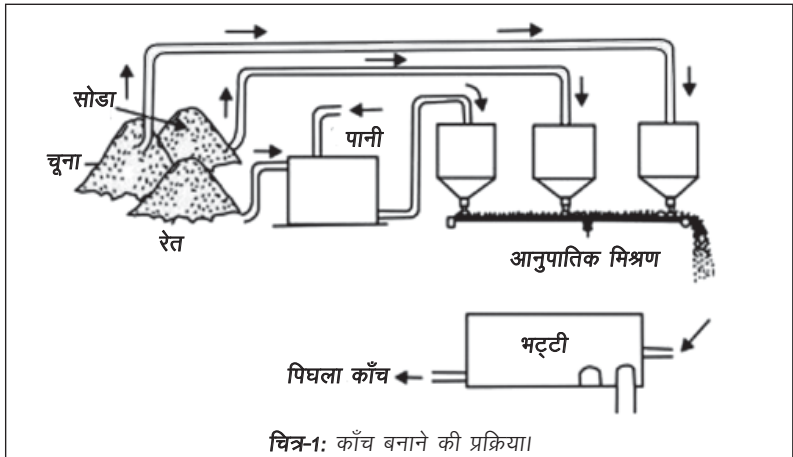 सोडा
पानी
चूना
रेत
आनुपातिक मिश्रण
भट्टी
पिघला काँच
चित्र-1: काँच बनाने की प्रक्रिया।